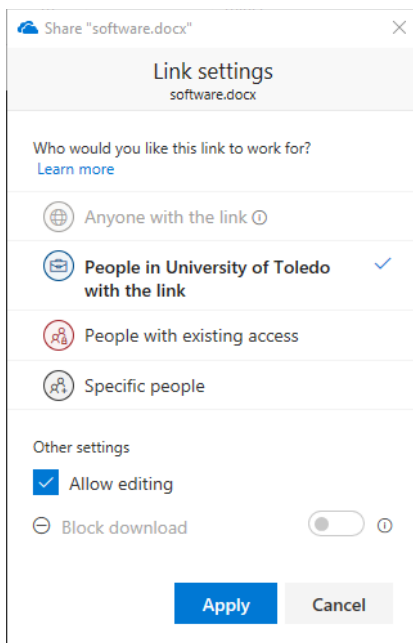 Share "software.docx"
Link settings
software.docx
Who would you like this link to work for?
Learn more
Anyone with the link
People in University of Toledo
with the link
People with existing access
Specific people
Other settings
Allow editing
Block download
Apply Cancel